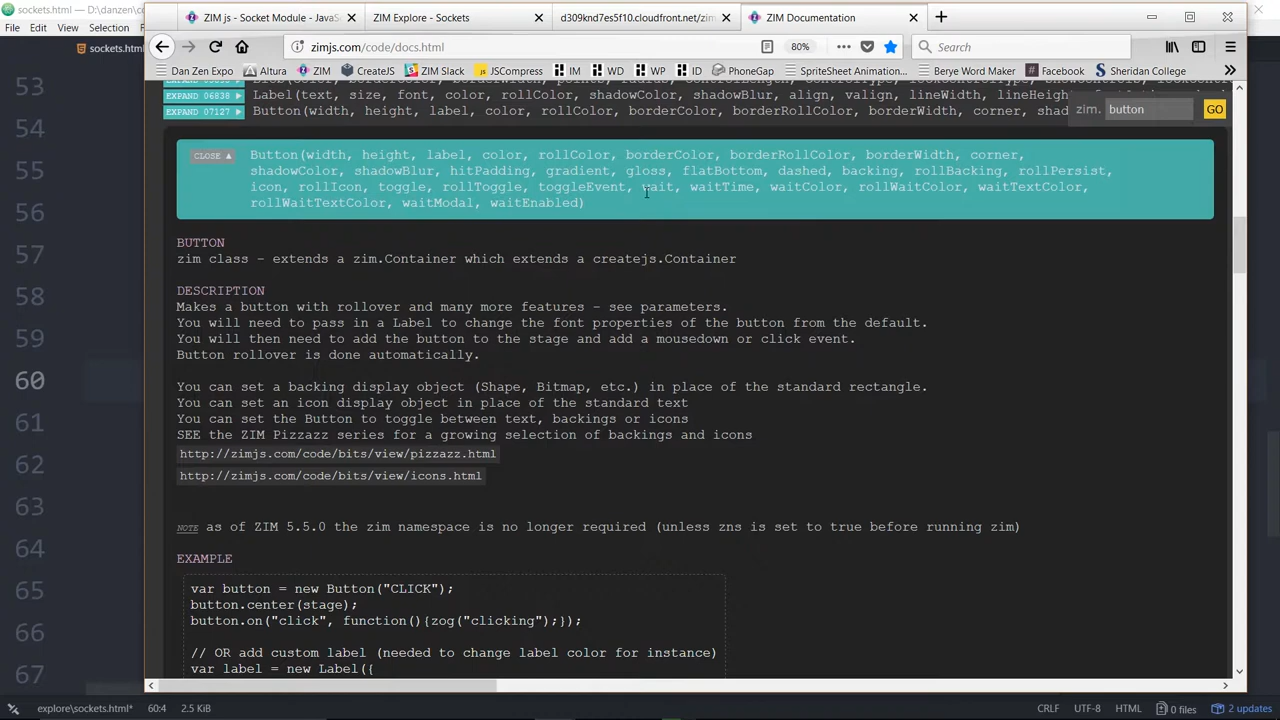 sockets.html — D:\danzen\
File Edit View Selection
sockets.html
ZIM js - Socket Module - JavaS
ZIM Explore - Sockets
d309knd7es5f10.cloudfront.net/zim
ZIM Documentation
zimjs.com/code/docs.html
80%
Search
Dan Zen Expo
Altura
ZIM
CreateJS
ZIM Slack
JSCompress
IM
WD
WP
ID
PhoneGap
SpriteSheet Animation,...
Berye Word Maker
Facebook
Sheridan College
Label(text, size, font, color, rollColor, shadowColor, shadowBlur, align, valign, lineWidth, lineHe
EXPAND 06838
EXPAND 07127
Button(width, height, label, color, rollColor, borderColor, borderRollColor, borderWidth, corner, shad
zim. button GO
CLOSE ▲
Button(width, height, label, color, rollColor, borderColor, borderRollColor, borderWidth, corner,
shadowColor, shadowBlur, hitPadding, gradient, gloss, flatBottom, dashed, backing, rollBacking, rollPersist,
icon, rollIcon, toggle, rollToggle, toggleEvent, wait, waitTime, waitColor, rollWaitColor, waitTextColor,
rollWaitTextColor, waitModal, waitEnabled)
BUTTON
zim class - extends a zim.Container which extends a createjs.Container
DESCRIPTION
Makes a button with rollover and many more features - see parameters.
You will need to pass in a Label to change the font properties of the button from the default.
You will then need to add the button to the stage and add a mousedown or click event.
Button rollover is done automatically.
You can set a backing display object (Shape, Bitmap, etc.) in place of the standard rectangle.
You can set an icon display object in place of the standard text
You can set the Button to toggle between text, backings or icons
SEE the ZIM Pizzazz series for a growing selection of backings and icons
http://zimjs.com/code/bits/view/pizzazz.html
http://zimjs.com/code/bits/view/icons.html
NOTE as of ZIM 5.5.0 the zim namespace is no longer required (unless zns is set to true before running zim)
EXAMPLE
var button = new Button("CLICK");
button.center(stage);
button.on("click", function(){zog("clicking");});
// OR add custom label (needed to change label color for instance)
var label = new Label({
53
54
55
56
57
58
59
60
61
62
63
64
65
66
67
explore\sockets.html* 60:4 2.5 KiB
CRLF UTF-8 HTML 0 files 2 updates